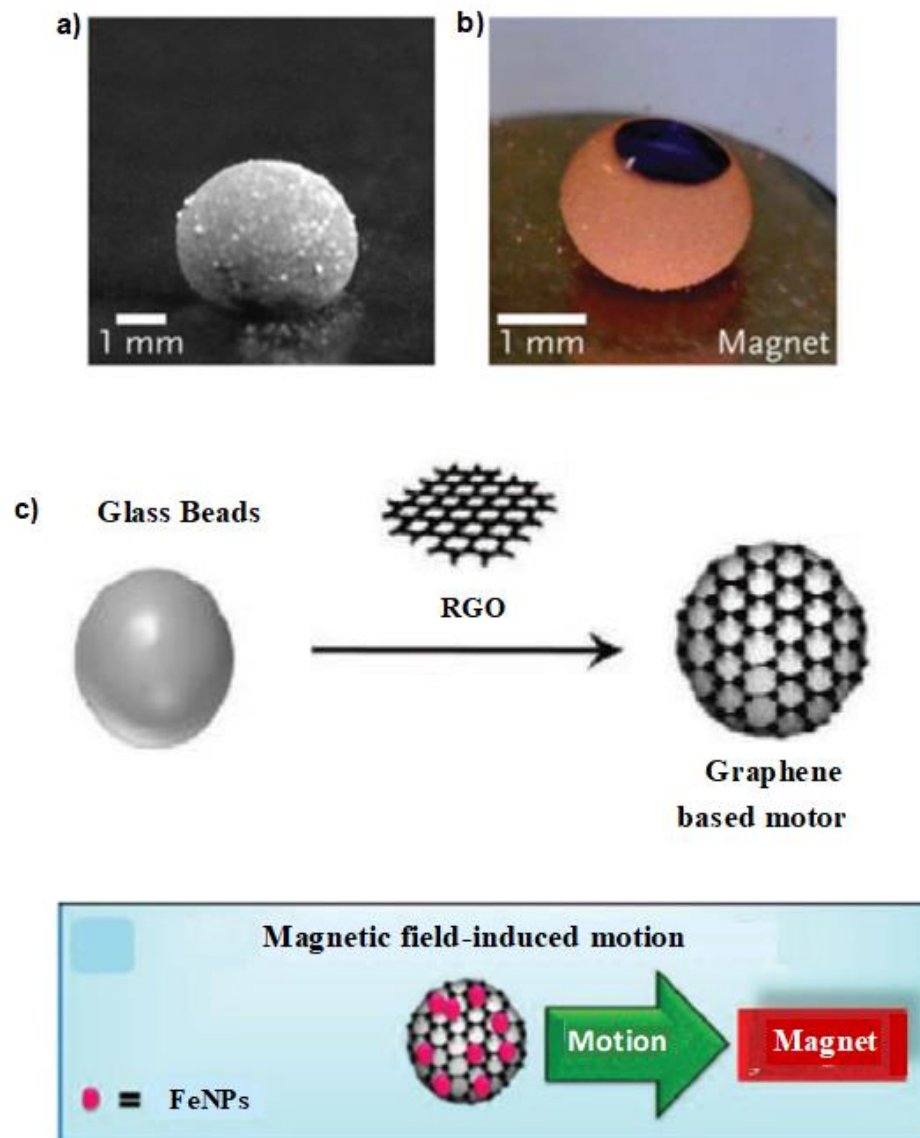 a)
b)
1 mm
1 mm
Magnet
c)
Glass Beads
RGO
Graphene
based motor
Magnetic field-induced motion
Motion
Magnet
= FeNPs